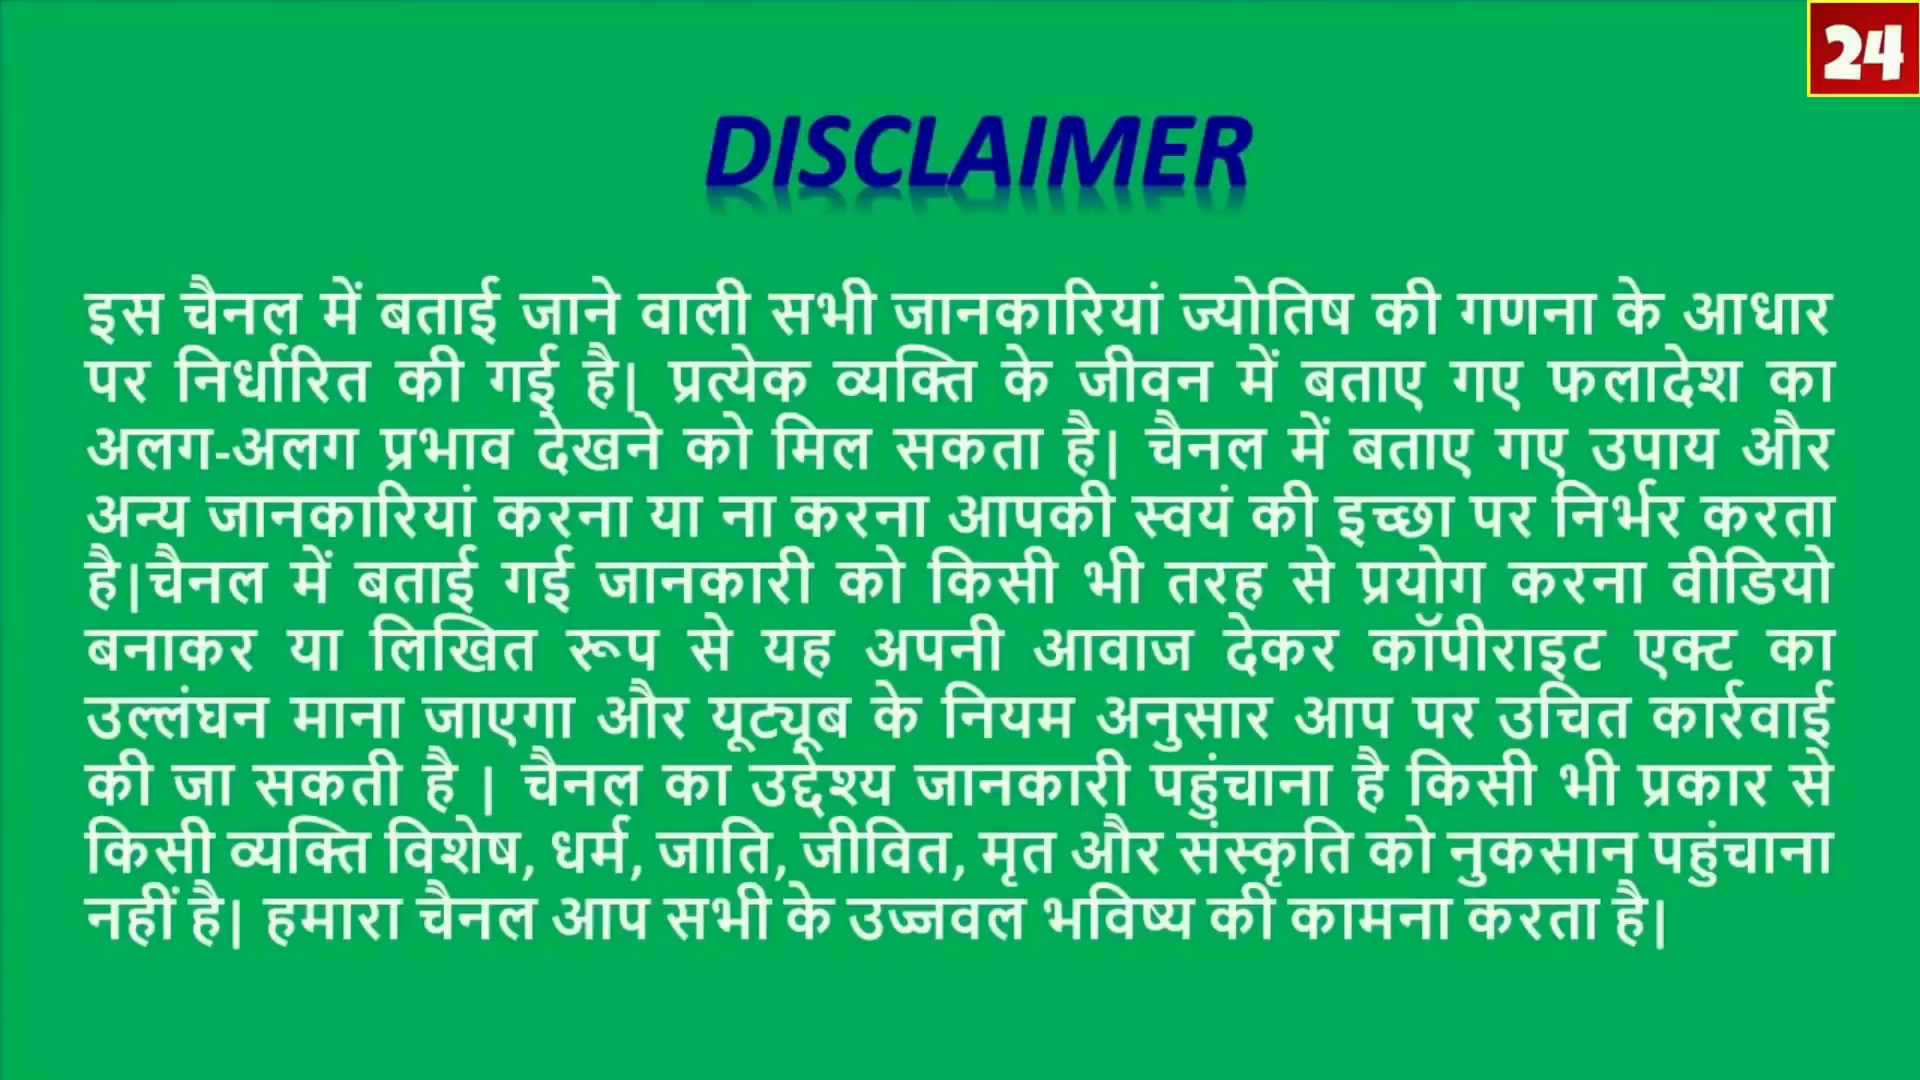 24
DISCLAIMER
इस चैनल में बताई जाने वाली सभी जानकारियां ज्योतिष की गणना के आधार
पर निर्धारित की गई है| प्रत्येक व्यक्ति के जीवन में बताए गए फलादेश का
अलग-अलग प्रभाव देखने को मिल सकता है| चैनल में बताए गए उपाय और
अन्य जानकारियां करना या ना करना आपकी स्वयं की इच्छा पर निर्भर करता
है|चैनल में बताई गई जानकारी को किसी भी तरह से प्रयोग करना वीडियो
बनाकर या लिखित रूप से यह अपनी आवाज देकर कॉपीराइट एक्ट का
उल्लंघन माना जाएगा और यूट्यूब के नियम अनुसार आप पर उचित कार्रवाई
की जा सकती है | चैनल का उद्देश्य जानकारी पहुंचाना है किसी भी प्रकार से
किसी व्यक्ति विशेष, धर्म, जाति, जीवित, मृत और संस्कृति को नुकसान पहुंचाना
नहीं है| हमारा चैनल आप सभी के उज्जवल भविष्य की कामना करता है|